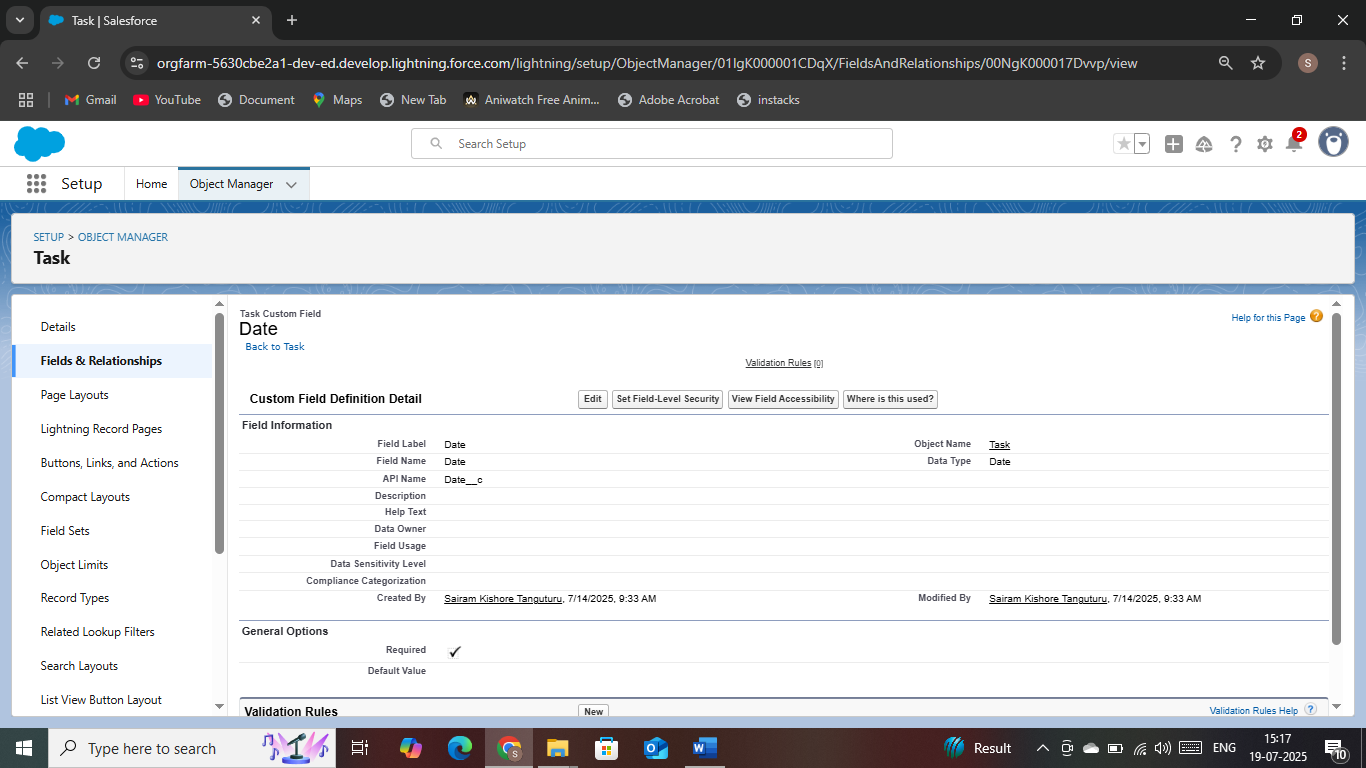 Task | Salesforce
orgfarm-5630cbe2a1-dev-ed.develop.lightning.force.com/lightning/setup/ObjectManager/01IgK000001CDqX/FieldsAndRelationships/00NgK000017Dvvp/view
S
Gmail YouTube Document Maps New Tab Aniwatch Free Anim... Adobe Acrobat instacks
Search Setup
2
Setup Home Object Manager
SETUP > OBJECT MANAGER
Task
Details
Fields & Relationships
Page Layouts
Lightning Record Pages
Buttons, Links, and Actions
Compact Layouts
Field Sets
Object Limits
Record Types
Related Lookup Filters
Search Layouts
List View Button Layout
Task Custom Field
Date
Help for this Page ?
Back to Task
Validation Rules [0]
Custom Field Definition Detail Edit Set Field-Level Security View Field Accessibility Where is this used?
Field Information
Field Label Date Object Name Task
Field Name Date Data Type Date
API Name Date__c
Description
Help Text
Data Owner
Field Usage
Data Sensitivity Level
Compliance Categorization
Created By Sairam Kishore Tanguturu, 7/14/2025, 9:33 AM Modified By Sairam Kishore Tanguturu, 7/14/2025, 9:33 AM
General Options
Required ✓
Default Value
Validation Rules New Validation Rules Help ?
Type here to search Result ENG 15:17
19-07-2025
10